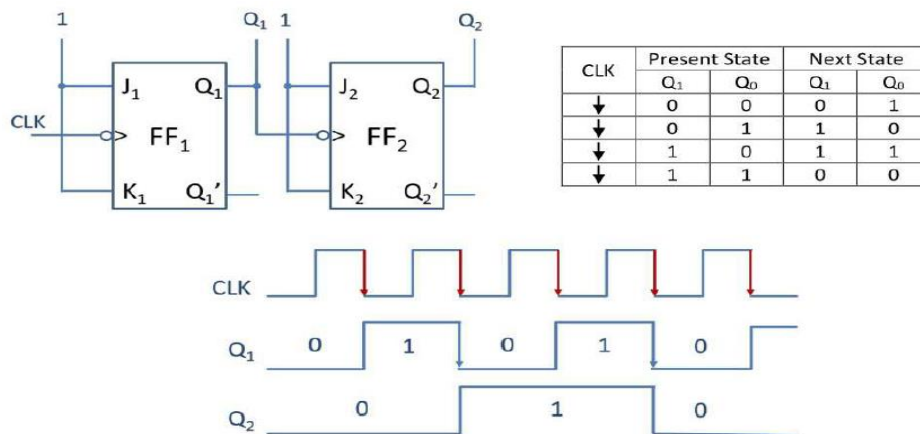 1 Q₁ 1 Q₂
J₁ Q₁ J₂ Q₂
CLK > FF₁ > FF₂
K₁ Q₁' K₂ Q₂'
CLK Present State Next State
Q₁ Q₀ Q₁ Q₀
↓ 0 0 0 1
↓ 0 1 1 0
↓ 1 0 1 1
↓ 1 1 0 0
CLK
Q₁ 0 1 0 1 0
Q₂ 0 1 0